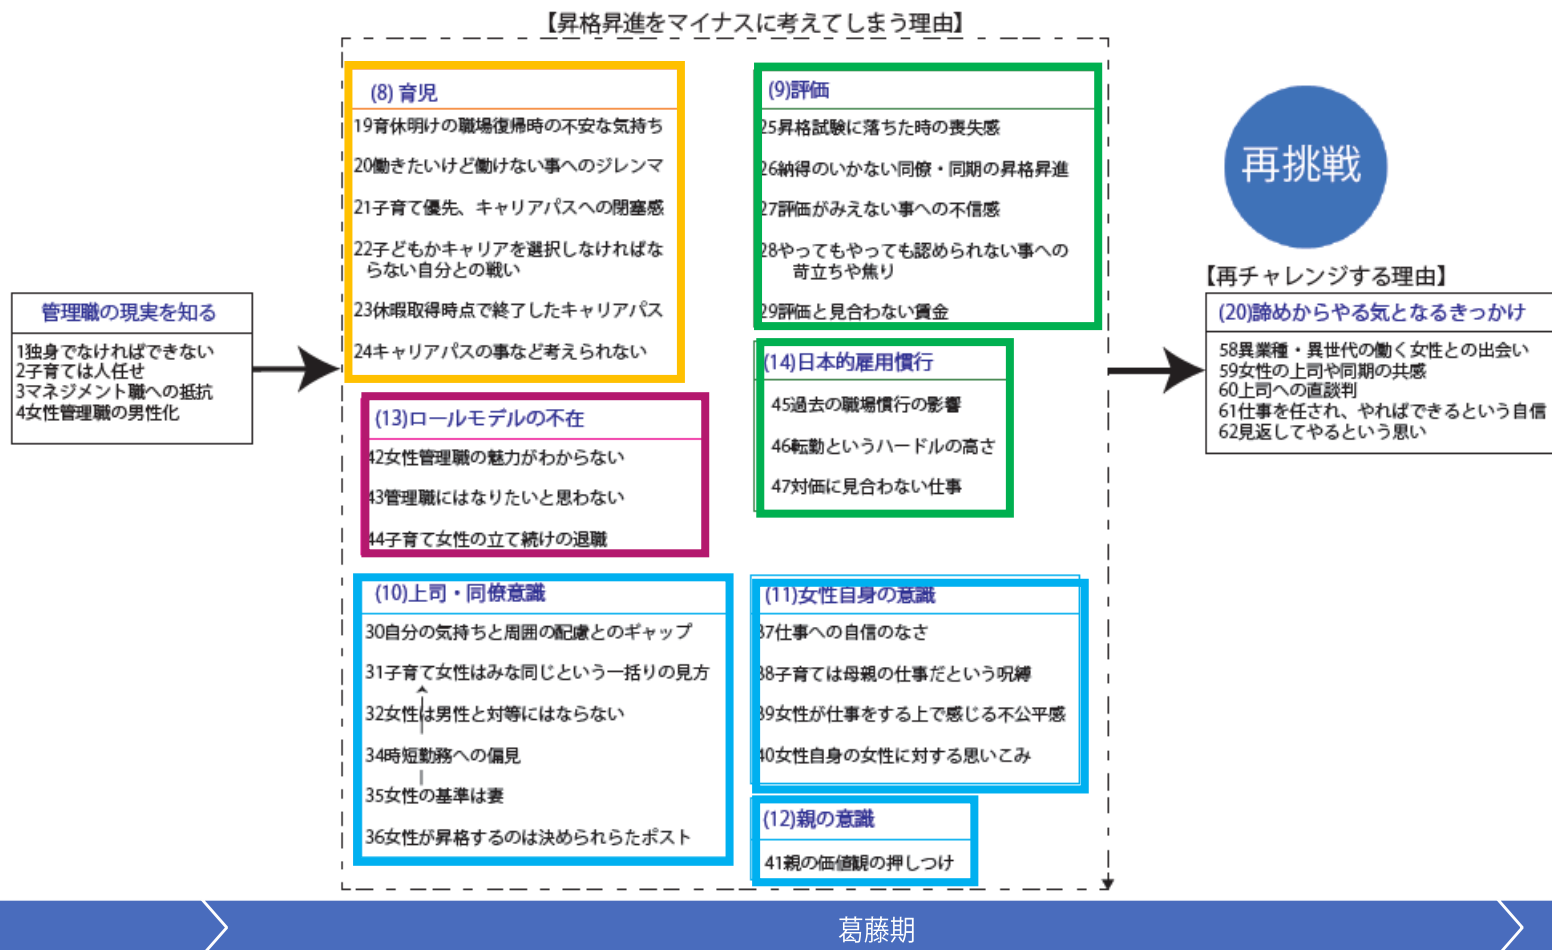 【昇格昇進をマイナスに考えてしまう理由】
管理職の現実を知る
1独身でなければできない
2子育ては人任せ
3マネジメント職への抵抗
4女性管理職の男性化
(8) 育児
19育休明けの職場復帰時の不安な気持ち
20働きたいけど働けない事へのジレンマ
21子育て優先、キャリアパスへの閉塞感
22子どもかキャリアを選択しなければな
らない自分との戦い
23休暇取得時点で終了したキャリアパス
24キャリアパスの事など考えられない
(13)ロールモデルの不在
42女性管理職の魅力がわからない
43管理職にはなりたいと思わない
44子育て女性の立て続けの退職
(10)上司・同僚意識
30自分の気持ちと周囲の配慮とのギャップ
31子育て女性はみな同じという一括りの見方
32女性は男性と対等にはならない
34時短勤務への偏見
35女性の基準は妻
36女性が昇格するのは決められらたポスト
(9)評価
25昇格試験に落ちた時の喪失感
26納得のいかない同僚・同期の昇格昇進
27評価がみえない事への不信感
28やってもやっても認められない事への
苛立ちや焦り
29評価と見合わない賃金
(14)日本的雇用慣行
45過去の職場慣行の影響
46転勤というハードルの高さ
47対価に見合わない仕事
(11)女性自身の意識
37仕事への自信のなさ
38子育ては母親の仕事だという呪縛
39女性が仕事をする上で感じる不公平感
40女性自身の女性に対する思いこみ
(12)親の意識
41親の価値観の押しつけ
再挑戦
【再チャレンジする理由】
(20)諦めからやる気となるきっかけ
58異業種・異世代の働く女性との出会い
59女性の上司や同期の共感
60上司への直談判
61仕事を任され、やればできるという自信
62見返してやるという思い
葛藤期